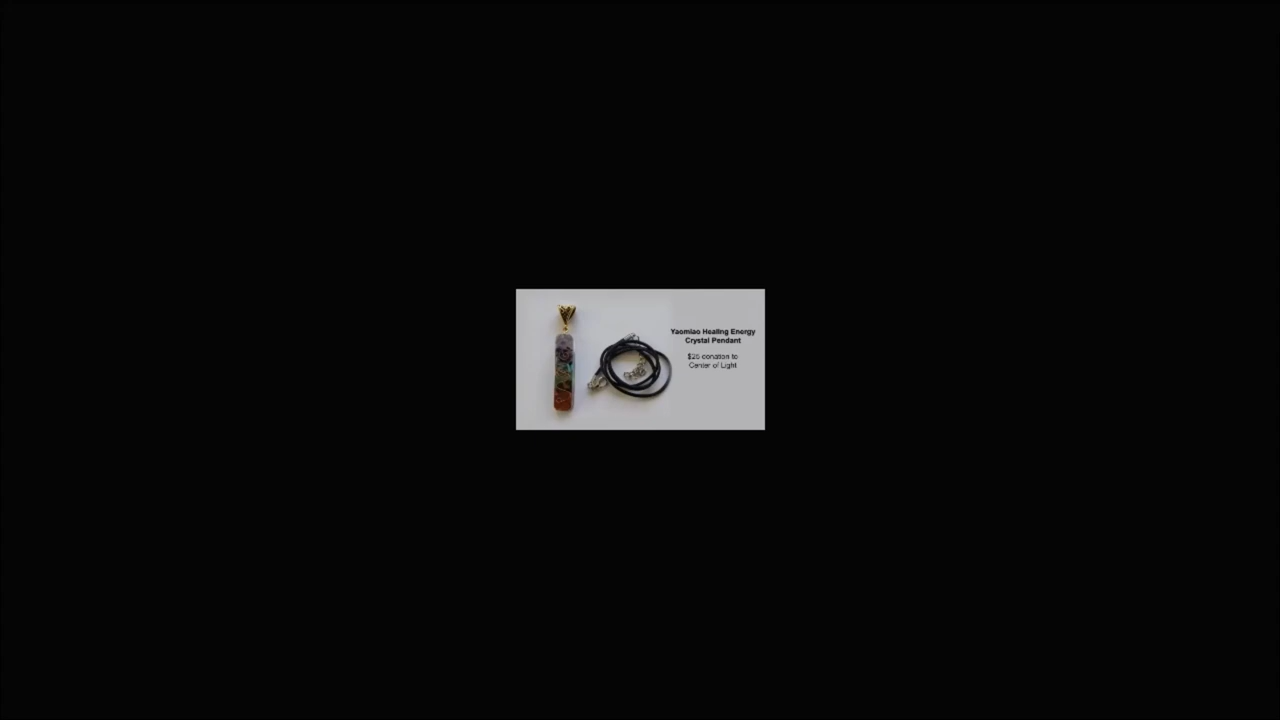 Yaomiao Healing Energy
Crystal Pendant
$25 donation to
Center of Light